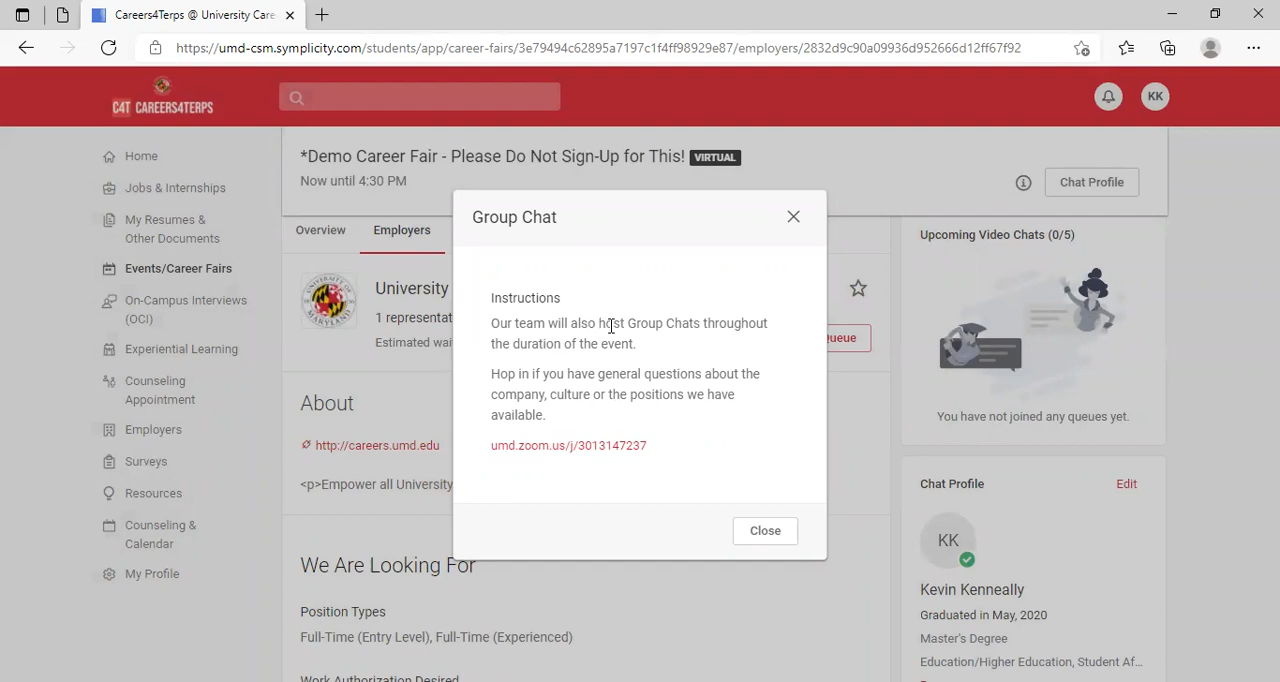 Careers4Terps @ University Care
https://umd-csm.symplicity.com/students/app/career-fairs/3e79494c62895a7197c1f4ff98929e87/employers/2832d9c90a09936d952666d12ff67f92
C4T CAREERS4TERPS
KK
Home
Jobs & Internships
My Resumes &
Other Documents
Events/Career Fairs
On-Campus Interviews
(OCI)
Experiential Learning
Counseling
Appointment
Employers
Surveys
Resources
Counseling &
Calendar
My Profile
*Demo Career Fair - Please Do Not Sign-Up for This! VIRTUAL
Now until 4:30 PM
Chat Profile
Overview
Employers
University
1 representat
Estimated wai
ueue
About
http://careers.umd.edu
<p>Empower all University
We Are Looking For
Position Types
Full-Time (Entry Level), Full-Time (Experienced)
Work Authorization Desired
Group Chat
Instructions
Our team will also host Group Chats throughout
the duration of the event.
Hop in if you have general questions about the
company, culture or the positions we have
available.
umd.zoom.us/j/3013147237
Close
Upcoming Video Chats (0/5)
You have not joined any queues yet.
Chat Profile
Edit
KK
Kevin Kenneally
Graduated in May, 2020
Master's Degree
Education/Higher Education, Student Af...